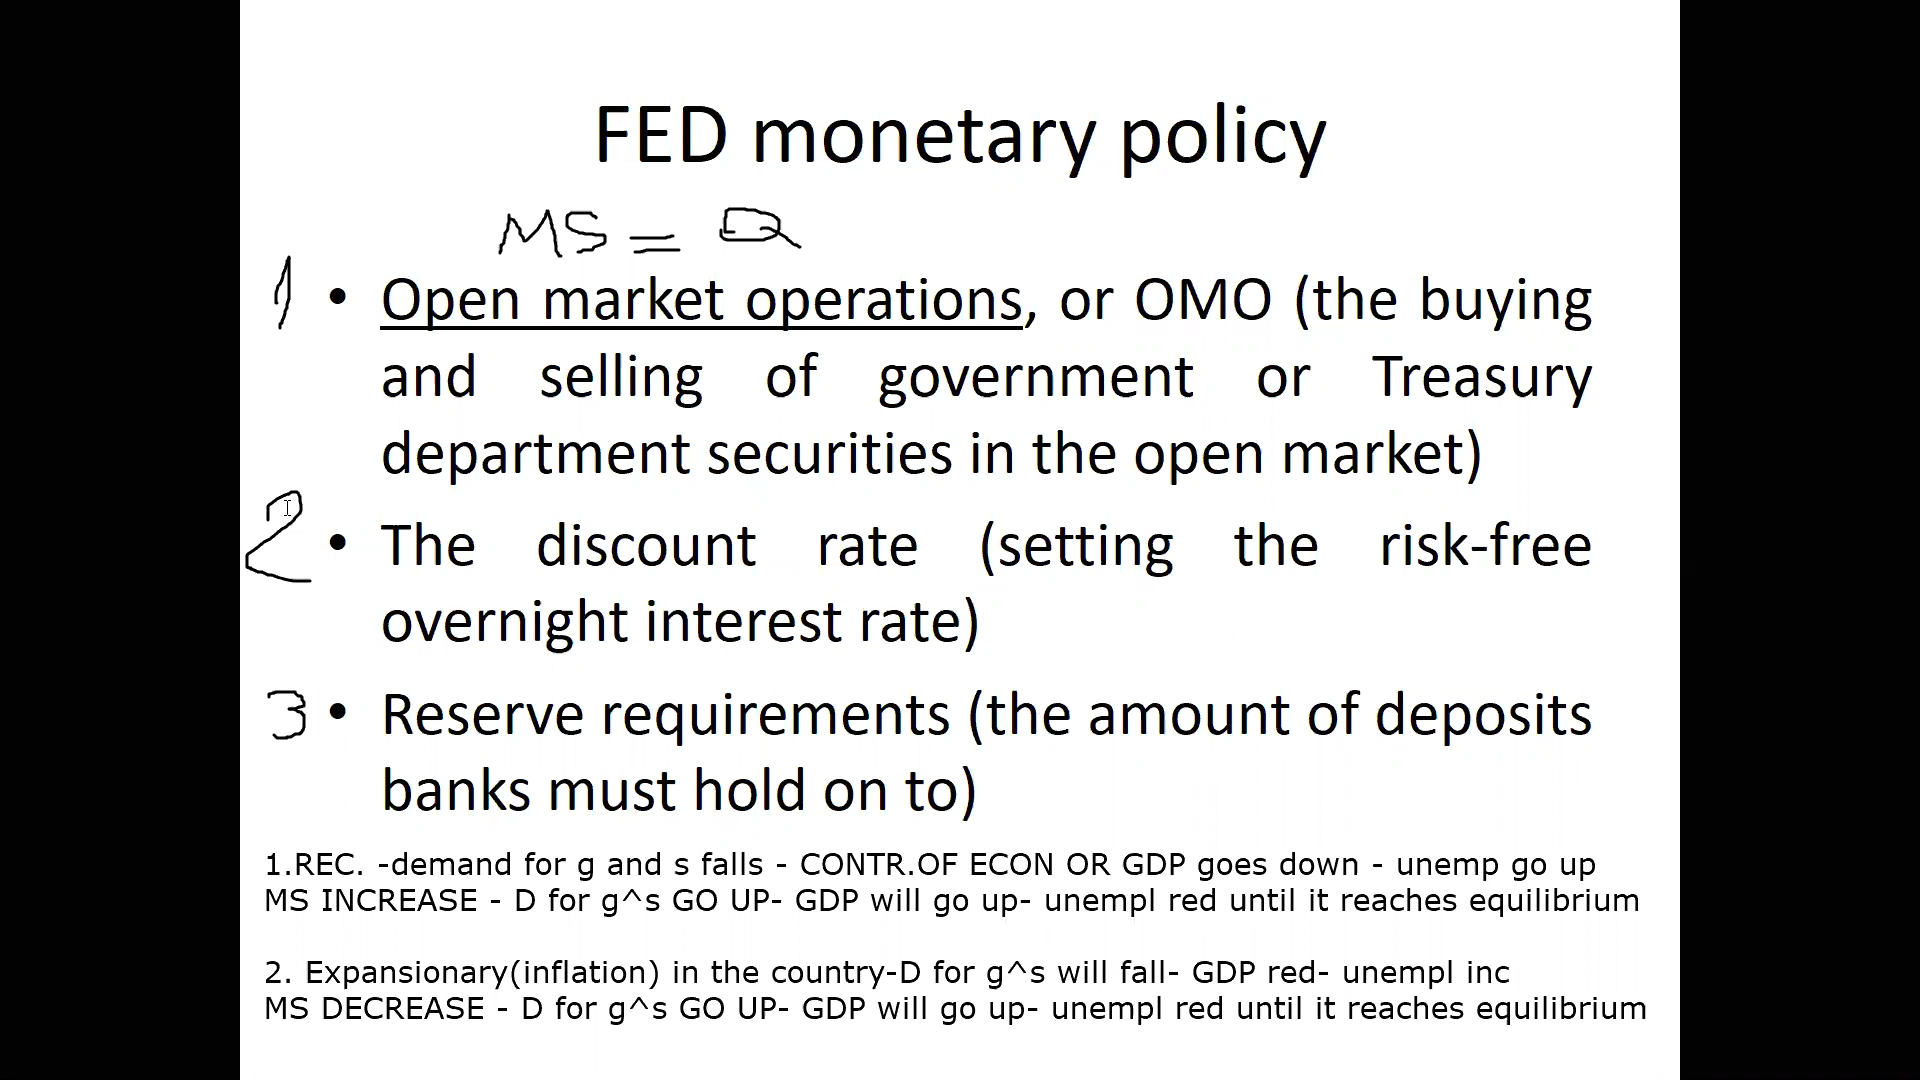 FED monetary policy
MS =
1 • Open market operations, or OMO (the buying
and selling of government or Treasury
department securities in the open market)
2 • The discount rate (setting the risk-free
overnight interest rate)
3 • Reserve requirements (the amount of deposits
banks must hold on to)
1.REC. -demand for g and s falls - CONTR.OF ECON OR GDP goes down - unemp go up
MS INCREASE - D for g^s GO UP- GDP will go up- unempl red until it reaches equilibrium
2. Expansionary(inflation) in the country-D for g^s will fall- GDP red- unempl inc
MS DECREASE - D for g^s GO UP- GDP will go up- unempl red until it reaches equilibrium